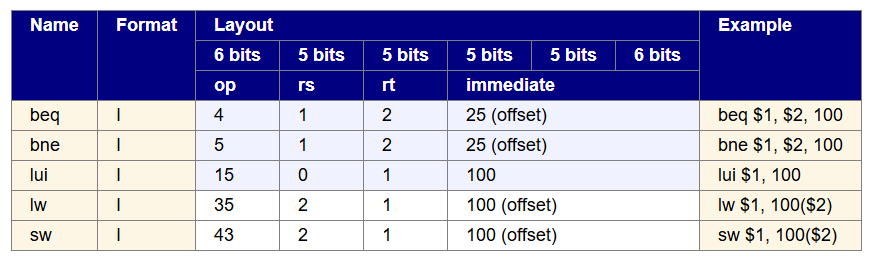 Name Format Layout Example
6 bits 5 bits 5 bits 5 bits 5 bits 6 bits
op rs rt immediate
beq I 4 1 2 25 (offset) beq $1, $2, 100
bne I 5 1 2 25 (offset) bne $1, $2, 100
lui I 15 0 1 100 lui $1, 100
lw I 35 2 1 100 (offset) lw $1, 100($2)
sw I 43 2 1 100 (offset) sw $1, 100($2)